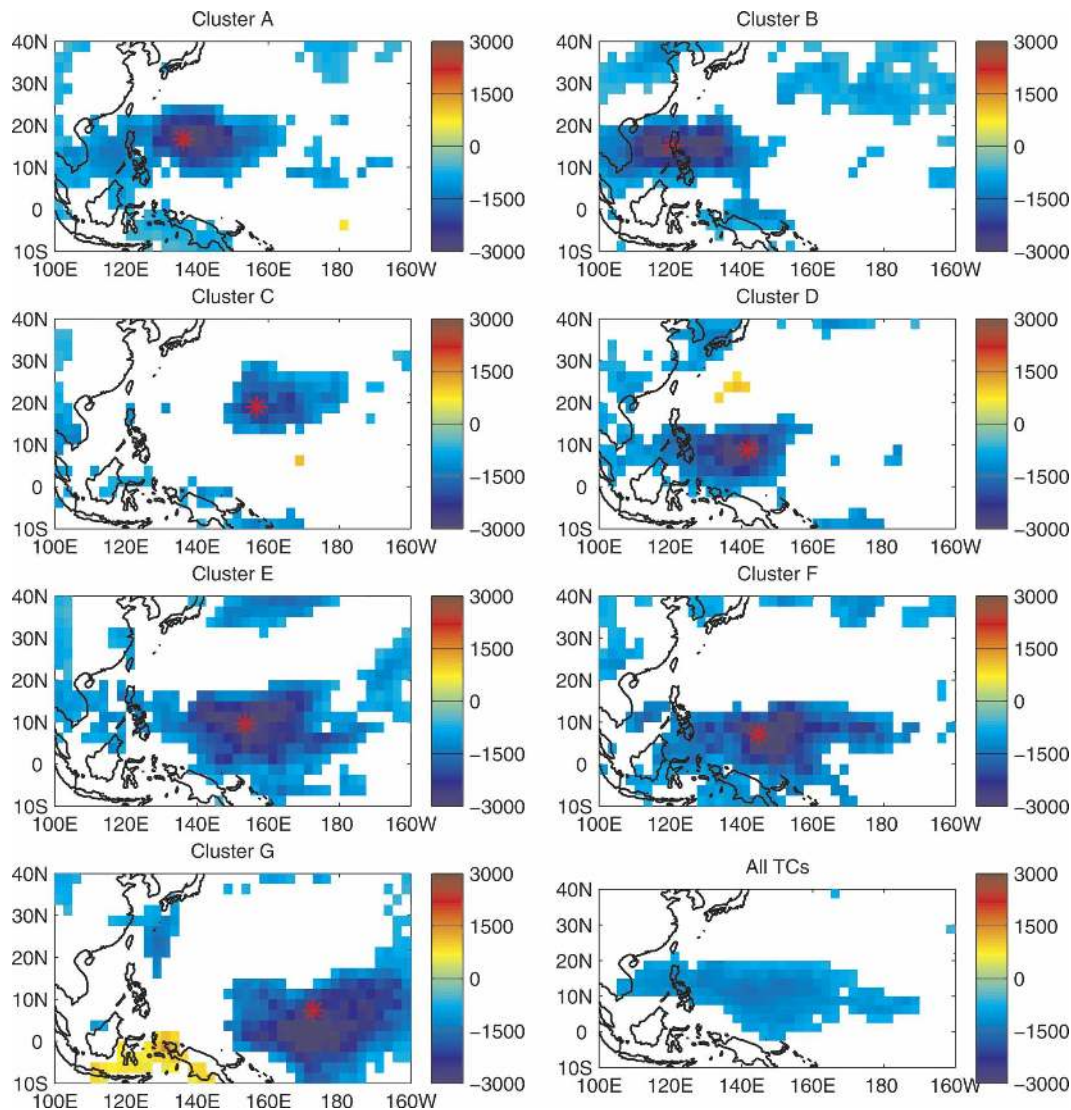 Cluster A
40N
30N
20N
10N
0
10S
100E 120E 140E 160E 180 160W
3000
1500
0
−1500
−3000
Cluster B
40N
30N
20N
10N
0
10S
100E 120E 140E 160E 180 160W
3000
1500
0
−1500
−3000
Cluster C
40N
30N
20N
10N
0
10S
100E 120E 140E 160E 180 160W
3000
1500
0
−1500
−3000
Cluster D
40N
30N
20N
10N
0
10S
100E 120E 140E 160E 180 160W
3000
1500
0
−1500
−3000
Cluster E
40N
30N
20N
10N
0
10S
100E 120E 140E 160E 180 160W
3000
1500
0
−1500
−3000
Cluster F
40N
30N
20N
10N
0
10S
100E 120E 140E 160E 180 160W
3000
1500
0
−1500
−3000
Cluster G
40N
30N
20N
10N
0
10S
100E 120E 140E 160E 180 160W
3000
1500
0
−1500
−3000
All TCs
40N
30N
20N
10N
0
10S
100E 120E 140E 160E 180 160W
3000
1500
0
−1500
−3000